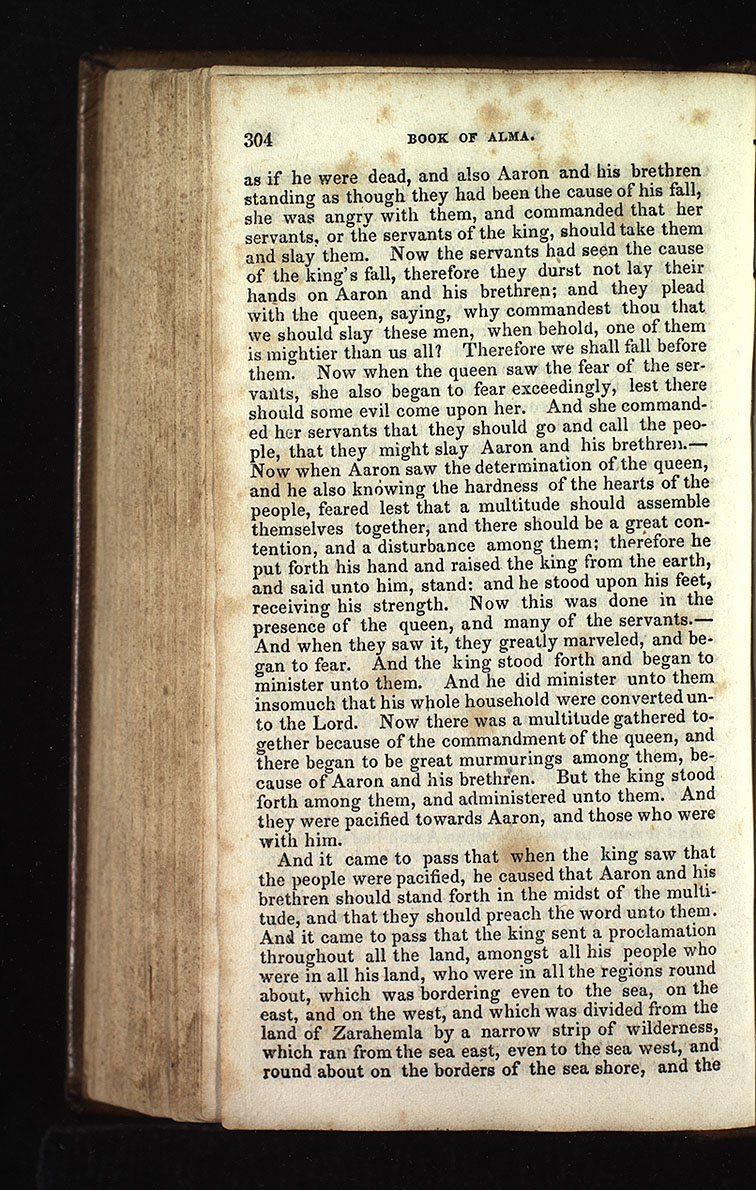 304 BOOK OF ALMA.
as if he were dead, and also Aaron and his brethren
standing as though they had been the cause of his fall,
she was angry with them, and commanded that her
servants, or the servants of the king, should take them
and slay them. Now the servants had seen the cause
of the king's fall, therefore they durst not lay their
hands on Aaron and his brethren; and they plead
with the queen, saying, why commandest thou that
we should slay these men, when behold, one of them
is mightier than us all? Therefore we shall fall before
them. Now when the queen saw the fear of the ser-
vants, she also began to fear exceedingly, lest there
should some evil come upon her. And she command-
ed her servants that they should go and call the peo-
ple, that they might slay Aaron and his brethren.—
Now when Aaron saw the determination of the queen,
and he also knowing the hardness of the hearts of the
people, feared lest that a multitude should assemble
themselves together, and there should be a great con-
tention, and a disturbance among them; therefore he
put forth his hand and raised the king from the earth,
and said unto him, stand: and he stood upon his feet,
receiving his strength. Now this was done in the
presence of the queen, and many of the servants.—
And when they saw it, they greatly marveled, and be-
gan to fear. And the king stood forth and began to
minister unto them. And he did minister unto them
insomuch that his whole household were converted un-
to the Lord. Now there was a multitude gathered to-
gether because of the commandment of the queen, and
there began to be great murmurings among them, be-
cause of Aaron and his brethren. But the king stood
forth among them, and administered unto them. And
they were pacified towards Aaron, and those who were
with him.
And it came to pass that when the king saw that
the people were pacified, he caused that Aaron and his
brethren should stand forth in the midst of the multi-
tude, and that they should preach the word unto them.
And it came to pass that the king sent a proclamation
throughout all the land, amongst all his people who
were in all his land, who were in all the regions round
about, which was bordering even to the sea, on the
east, and on the west, and which was divided from the
land of Zarahemla by a narrow strip of wilderness,
which ran from the sea east, even to the sea west, and
round about on the borders of the sea shore, and the